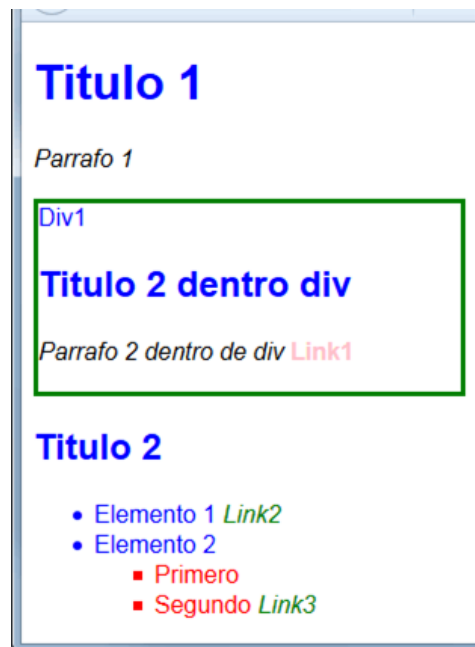 Titulo 1
Parrafo 1
Div1
Titulo 2 dentro div
Parrafo 2 dentro de div Link1
Titulo 2
Elemento 1 Link2
Elemento 2
Primero
Segundo Link3